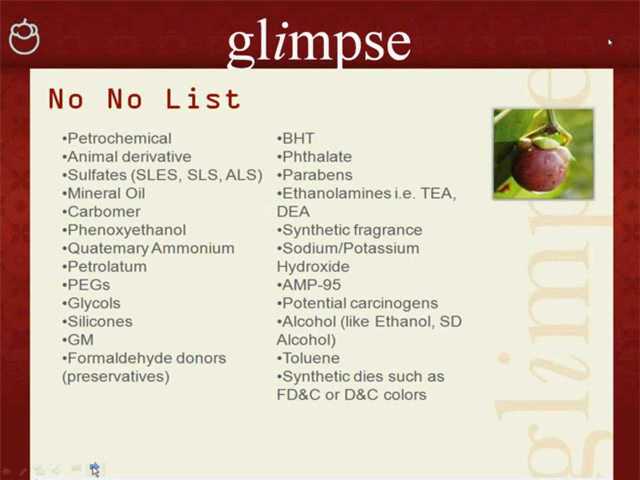 glimpse
No No List
•Petrochemical
•Animal derivative
•Sulfates (SLES, SLS, ALS)
•Mineral Oil
•Carbomer
•Phenoxyethanol
•Quaternary Ammonium
•Petrolatum
•PEGs
•Glycols
•Silicones
•GM
•Formaldehyde donors
(preservatives)
•BHT
•Phthalate
•Parabens
•Ethanolamines i.e. TEA,
DEA
•Synthetic fragrance
•Sodium/Potassium
Hydroxide
•AMP-95
•Potential carcinogens
•Alcohol (like Ethanol, SD
Alcohol)
•Toluene
•Synthetic dies such as
FD&C or D&C colors
glimpse